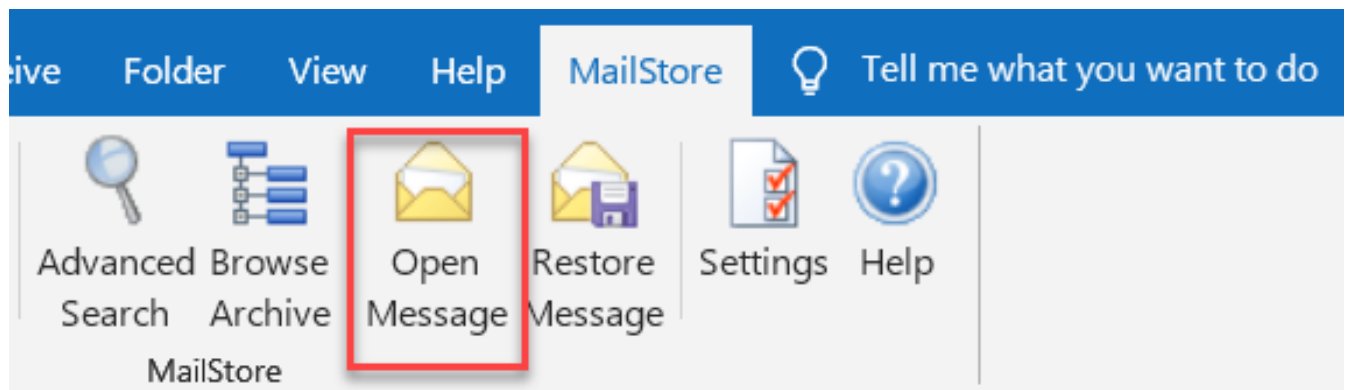 eive Folder View Help MailStore Tell me what you want to do
Advanced Browse Open Restore Settings Help
Search Archive Message Message
MailStore